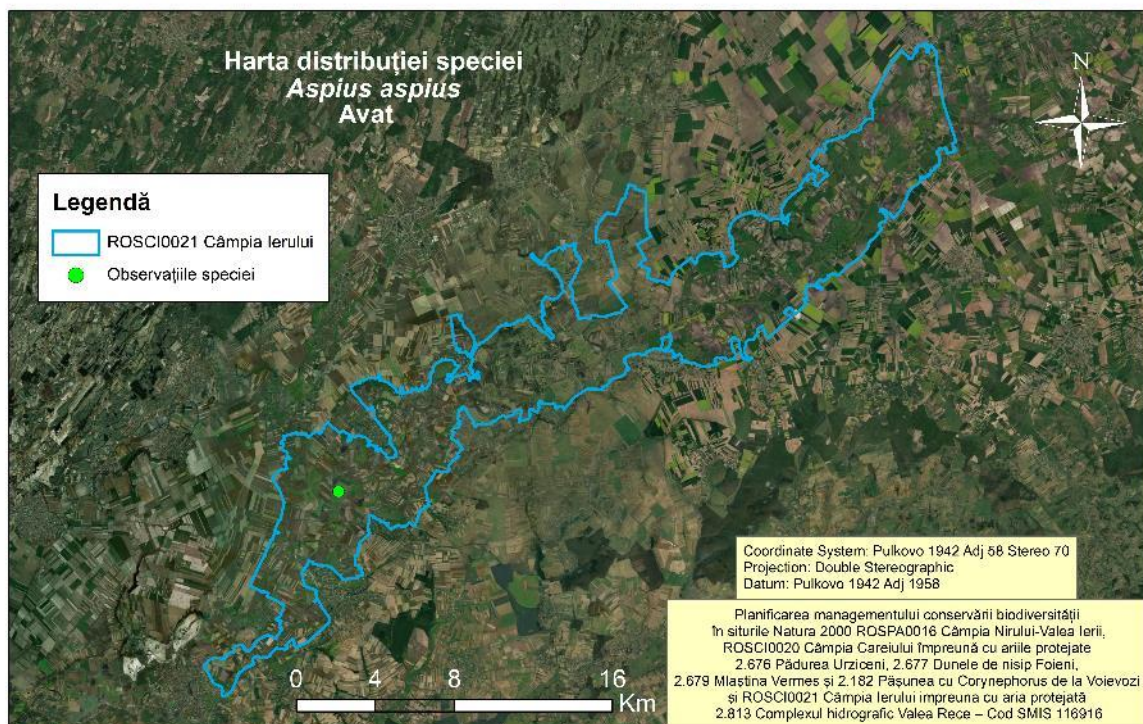 Harta distribuției speciei
Aspius aspius
Avat
N
Legendă
ROSCI0021 Câmpia Ierului
Observațiile speciei
Coordinate System: Pulkovo 1942 Adj 58 Stereo 70
Projection: Double Stereographic
Datum: Pulkovo 1942 Adj 1958
Planificarea managementului conservării biodiversității
în siturile Natura 2000 ROSPA0016 Câmpia Nirului-Valea Ierii,
ROSCI0020 Câmpia Careiului împreună cu ariile protejate
2.676 Pădurea Urziceni, 2.677 Dunele de nisip Foieni,
2.679 Mlaștina Vermes și 2.182 Pășunea cu Corynephorus de la Voievozi
și ROSCI0021 Câmpia Ierului impreuna cu aria protejată
2.813 Complexul hidrografic Valea Rece – Cod SMIS 116916
0 4 8 16
Km